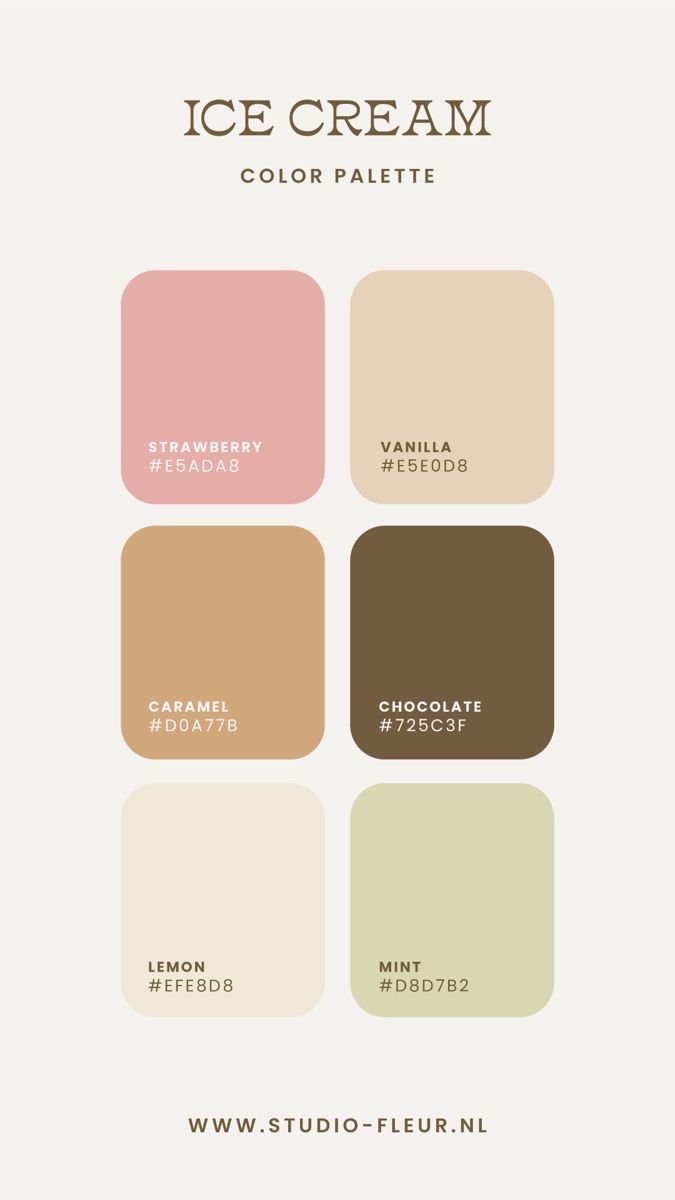 ICE CREAM
COLOR PALETTE
STRAWBERRY
#E5ADA8
VANILLA
#E5E0D8
CARAMEL
#D0A77B
CHOCOLATE
#725C3F
LEMON
#EFE8D8
MINT
#D8D7B2
WWW.STUDIO-FLEUR.NL